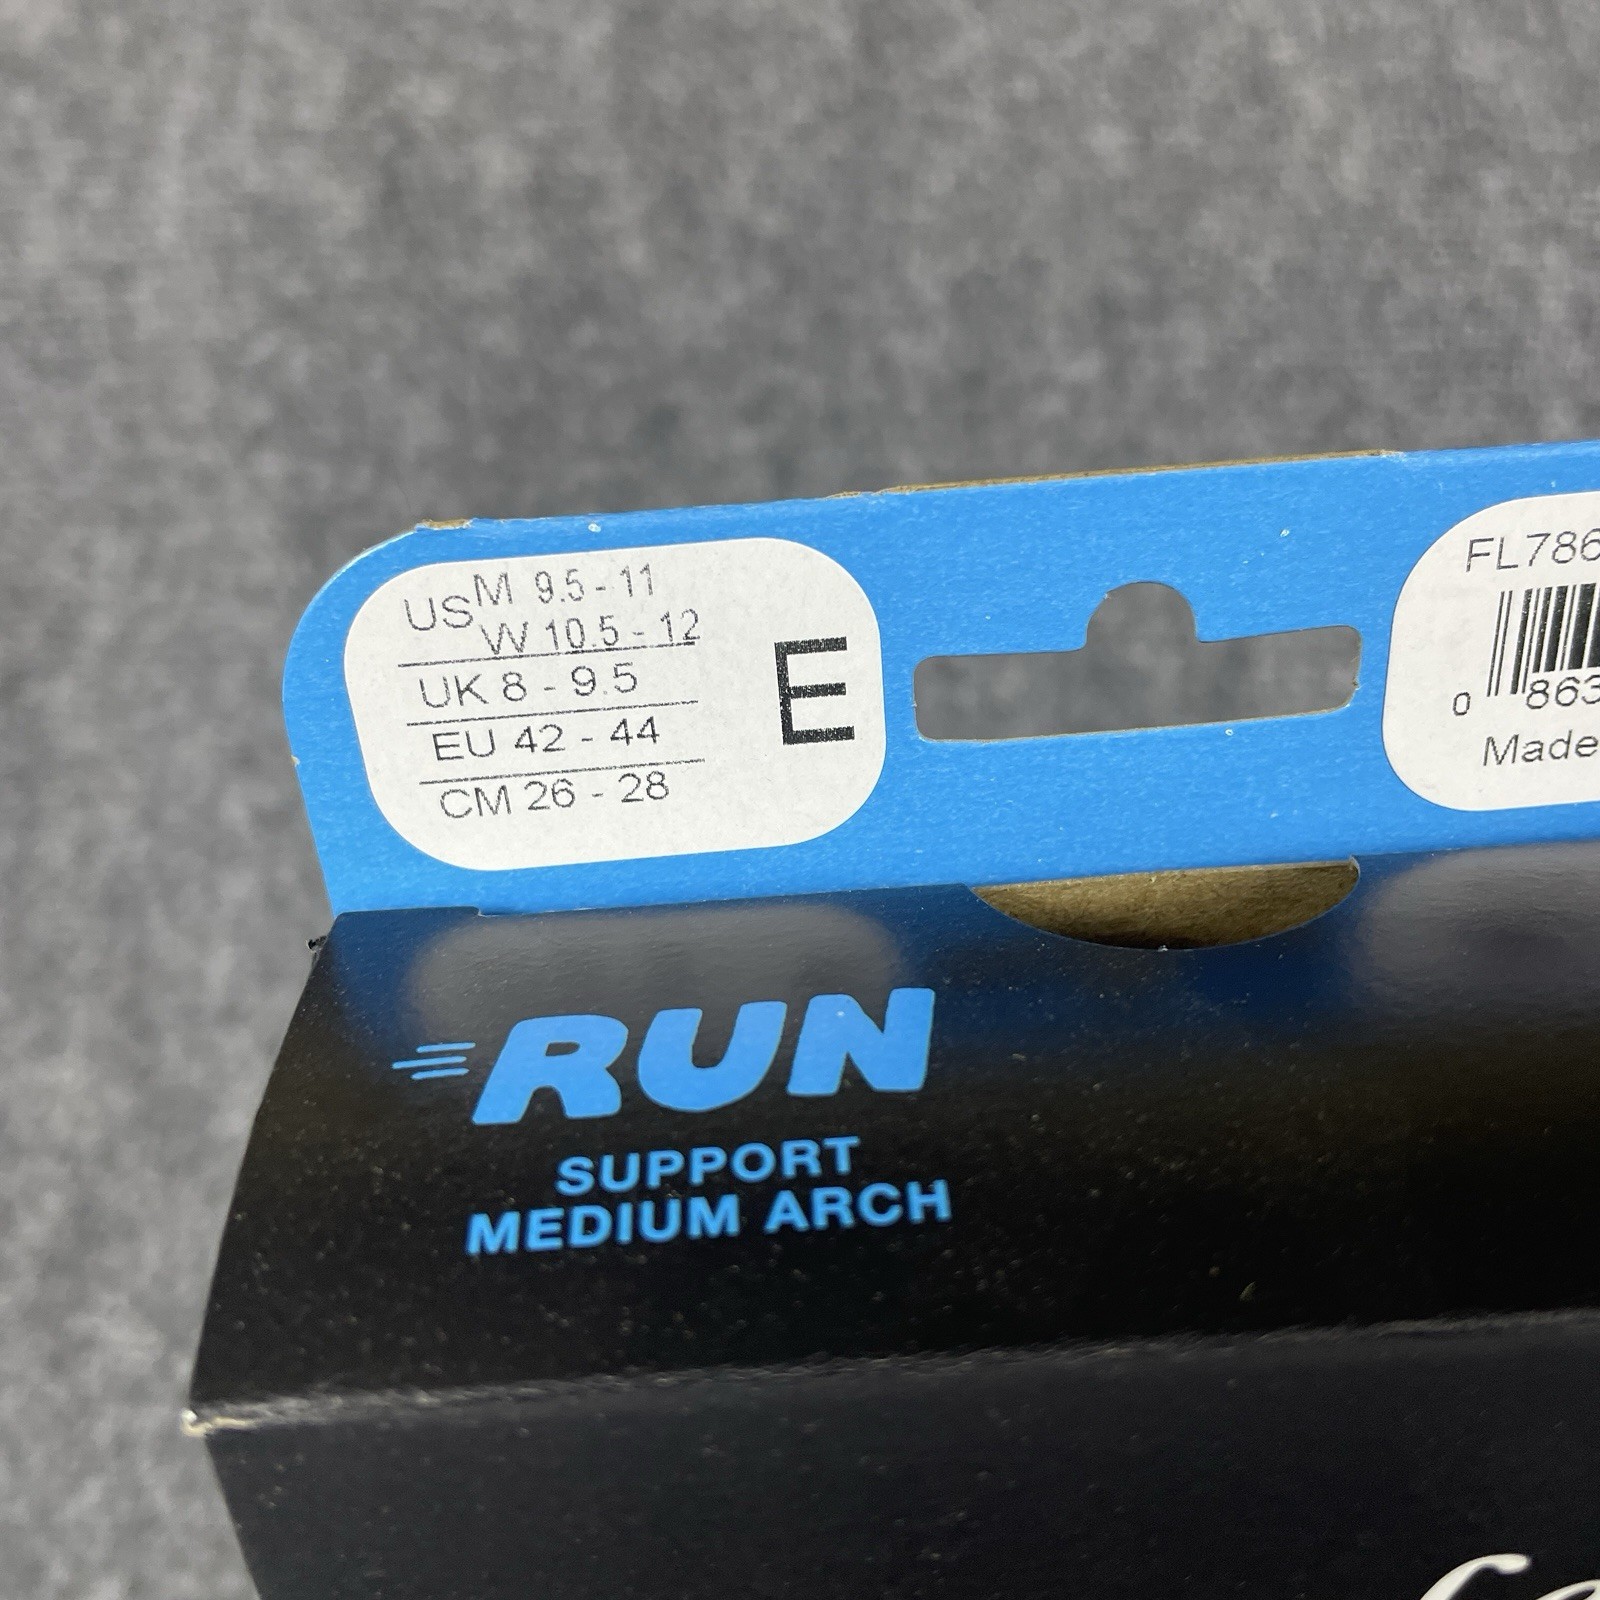 US M 9.5 - 11
W 10.5 - 12
UK 8 - 9.5
EU 42 - 44
CM 26 - 28
E
FL786
0 863
Made
RUN
SUPPORT
MEDIUM ARCH